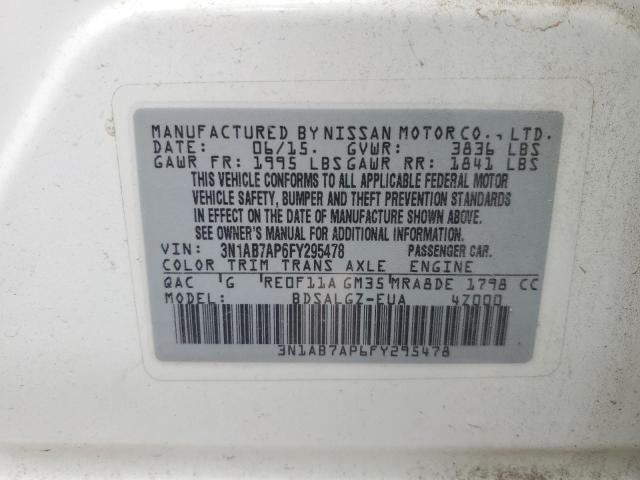 MANUFACTURED BY NISSAN MOTOR CO., LTD.
DATE: 06/15. GVWR: 3836 LBS
GAWR FR: 1995 LBS GAWR RR: 1841 LBS
THIS VEHICLE CONFORMS TO ALL APPLICABLE FEDERAL MOTOR
VEHICLE SAFETY, BUMPER AND THEFT PREVENTION STANDARDS
IN EFFECT ON THE DATE OF MANUFACTURE SHOWN ABOVE.
SEE OWNER'S MANUAL FOR ADDITIONAL INFORMATION.
VIN: 3N1AB7AP6FY295478 PASSENGER CAR.
COLOR TRIM TRANS AXLE ENGINE
QAC G RE0F11A GM35 MRA8DE 1798 CC
MODEL: BDSALGZ-EUA 4Z000
3N1AB7AP6FY295478